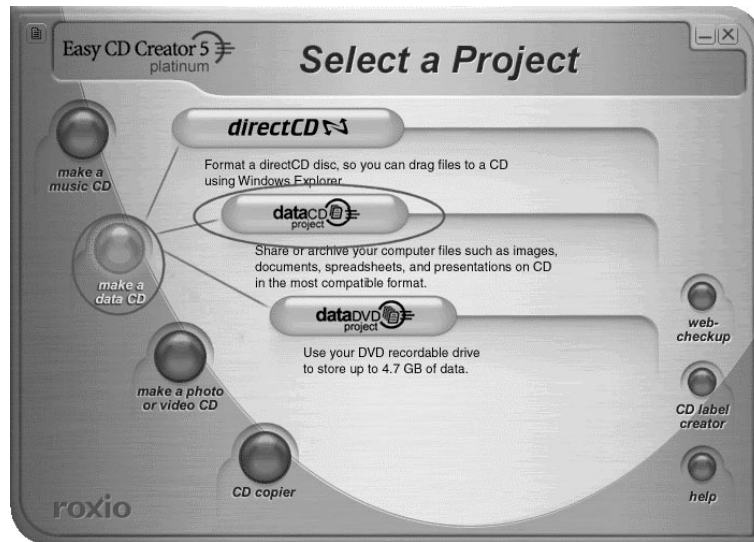 Easy CD Creator 5
platinum
Select a Project
make a
music CD
directCD
Format a directCD disc, so you can drag files to a CD
using Windows Explorer
make a
data CD
dataCD
project
Share or archive your computer files such as images,
documents, spreadsheets, and presentations on CD
in the most compatible format.
dataDVD
project
Use your DVD recordable drive
to store up to 4.7 GB of data.
make a photo
or video CD
CD copier
web-
checkup
CD label
creator
help
roxio